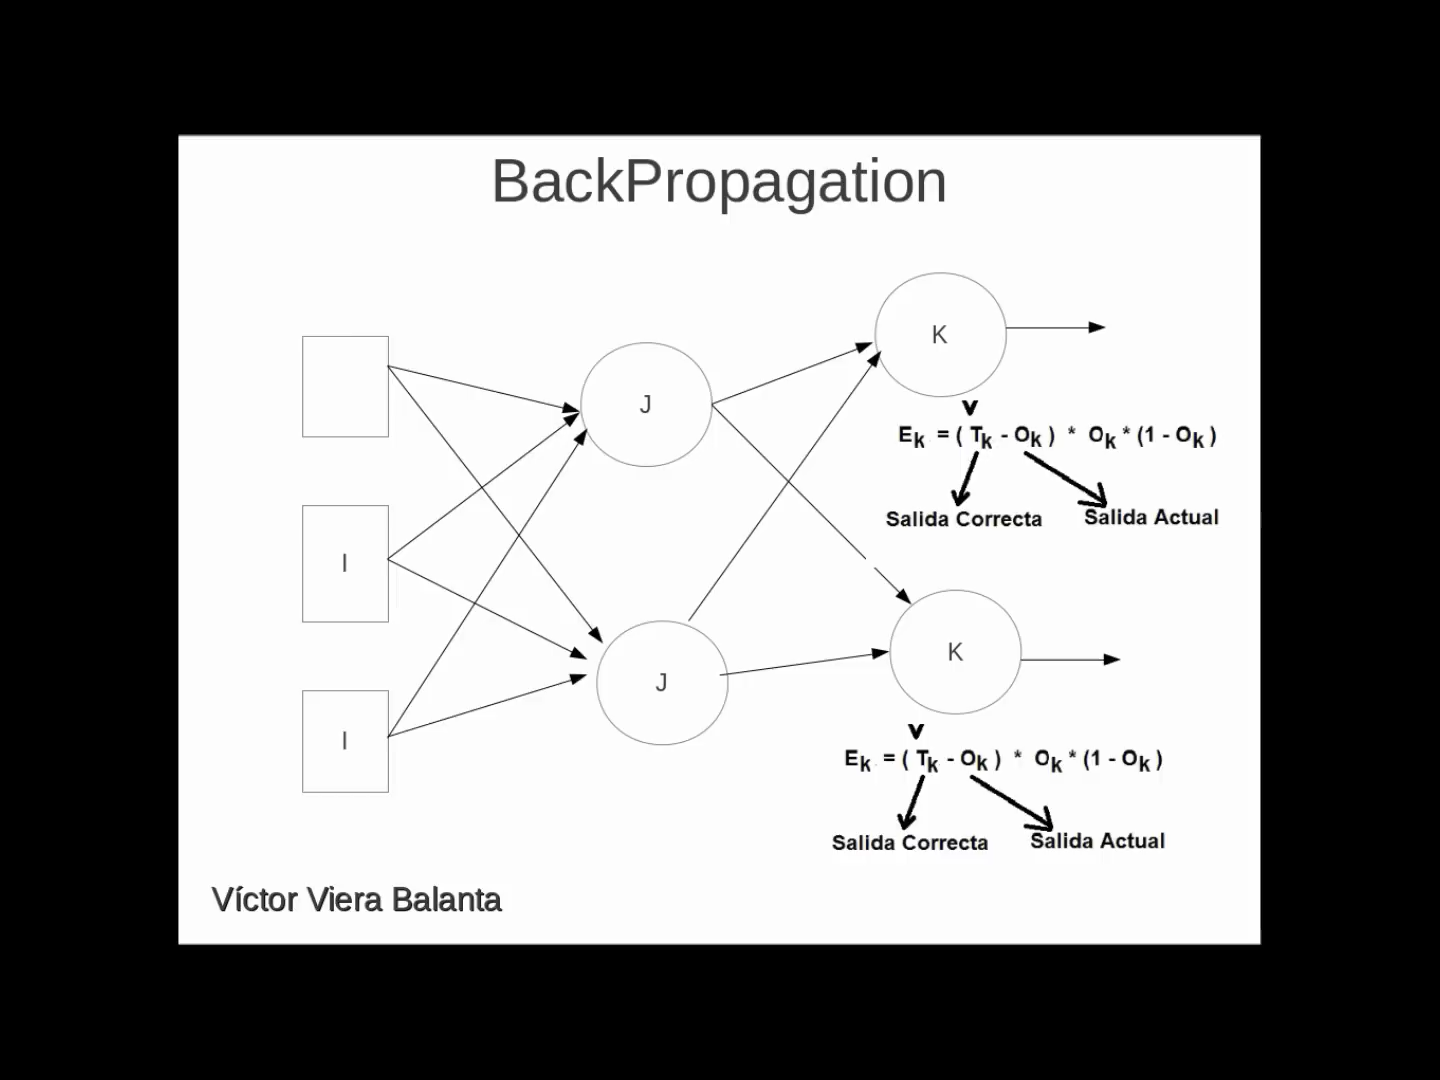 BackPropagation
K
J
v
Ek = ( Tk - Ok ) * Ok * (1 - Ok )
Salida Correcta Salida Actual
I
K
J
I
v
Ek = ( Tk - Ok ) * Ok * (1 - Ok )
Salida Correcta Salida Actual
Víctor Viera Balanta